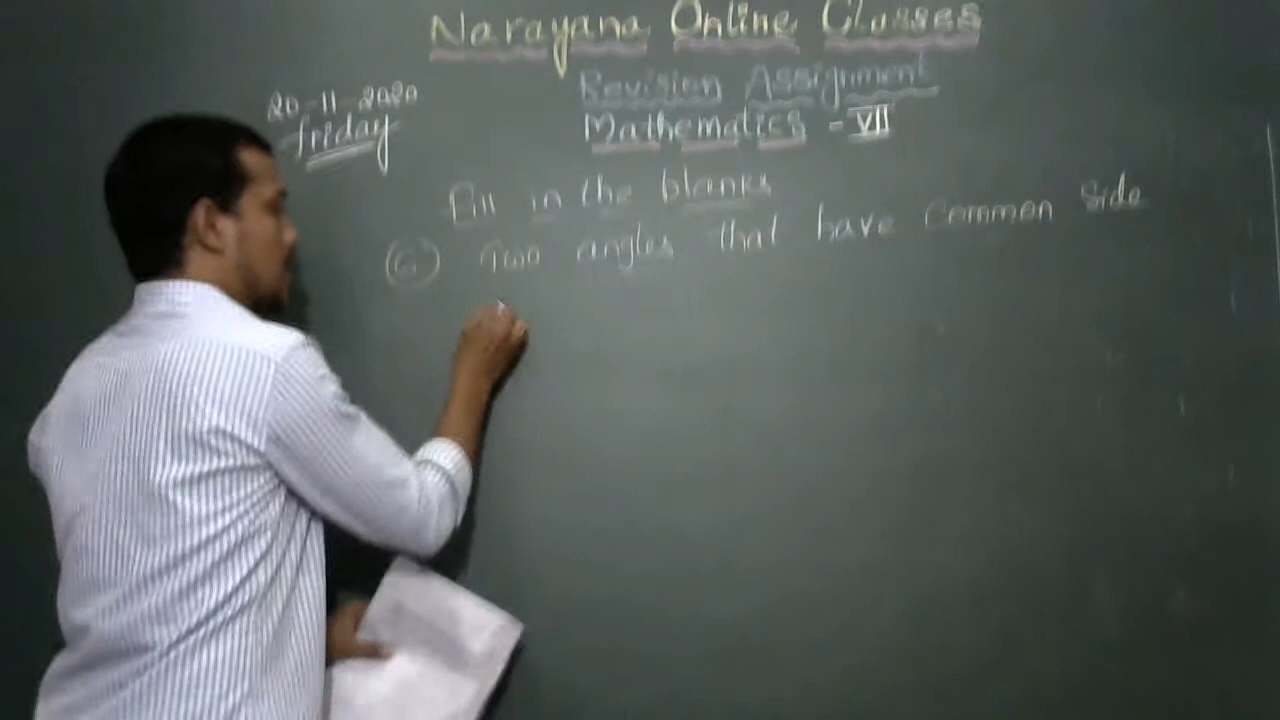 Narayana Online Classes
Revision Assignment
20-11-2020
Mathematics - VII
friday
Fill in the blanks
6 Two angles that have common side